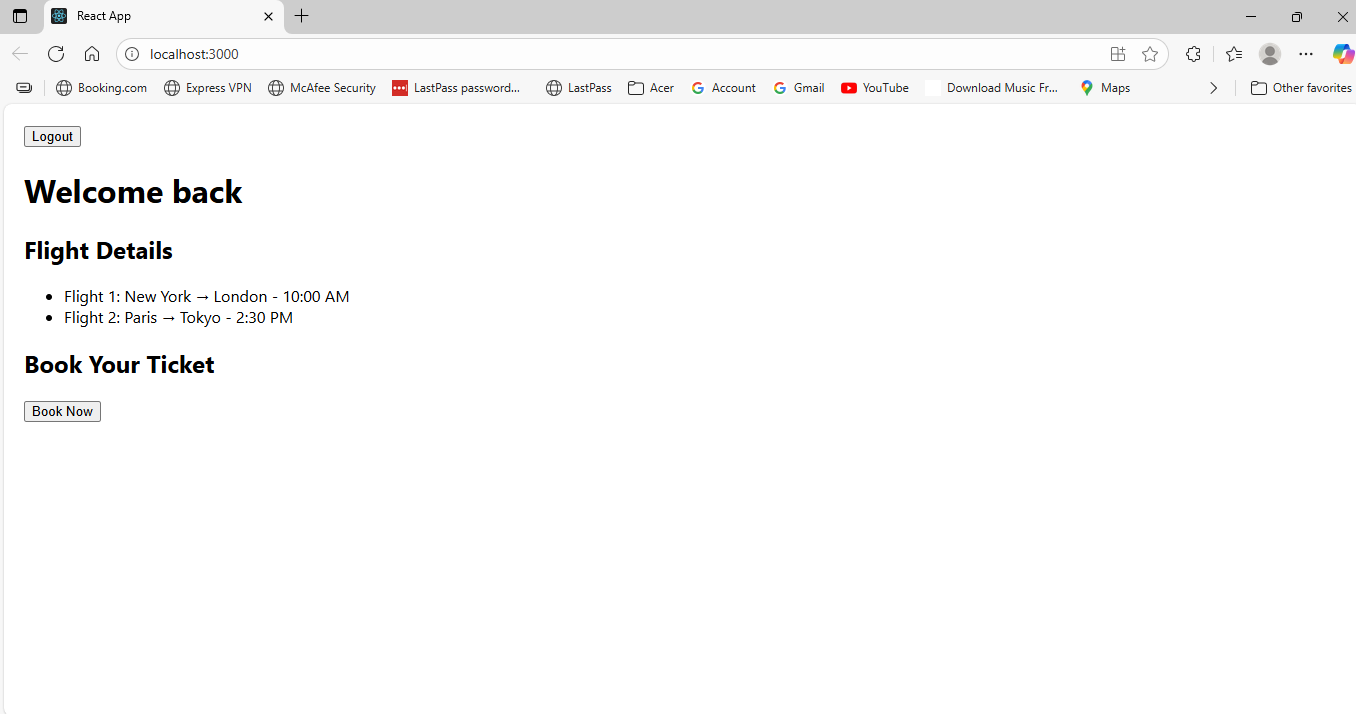 React App
localhost:3000
Booking.com Express VPN McAfee Security LastPass password... LastPass Acer Account Gmail YouTube Download Music Fr... Maps Other favorites
Logout
Welcome back
Flight Details
• Flight 1: New York → London - 10:00 AM
• Flight 2: Paris → Tokyo - 2:30 PM
Book Your Ticket
Book Now